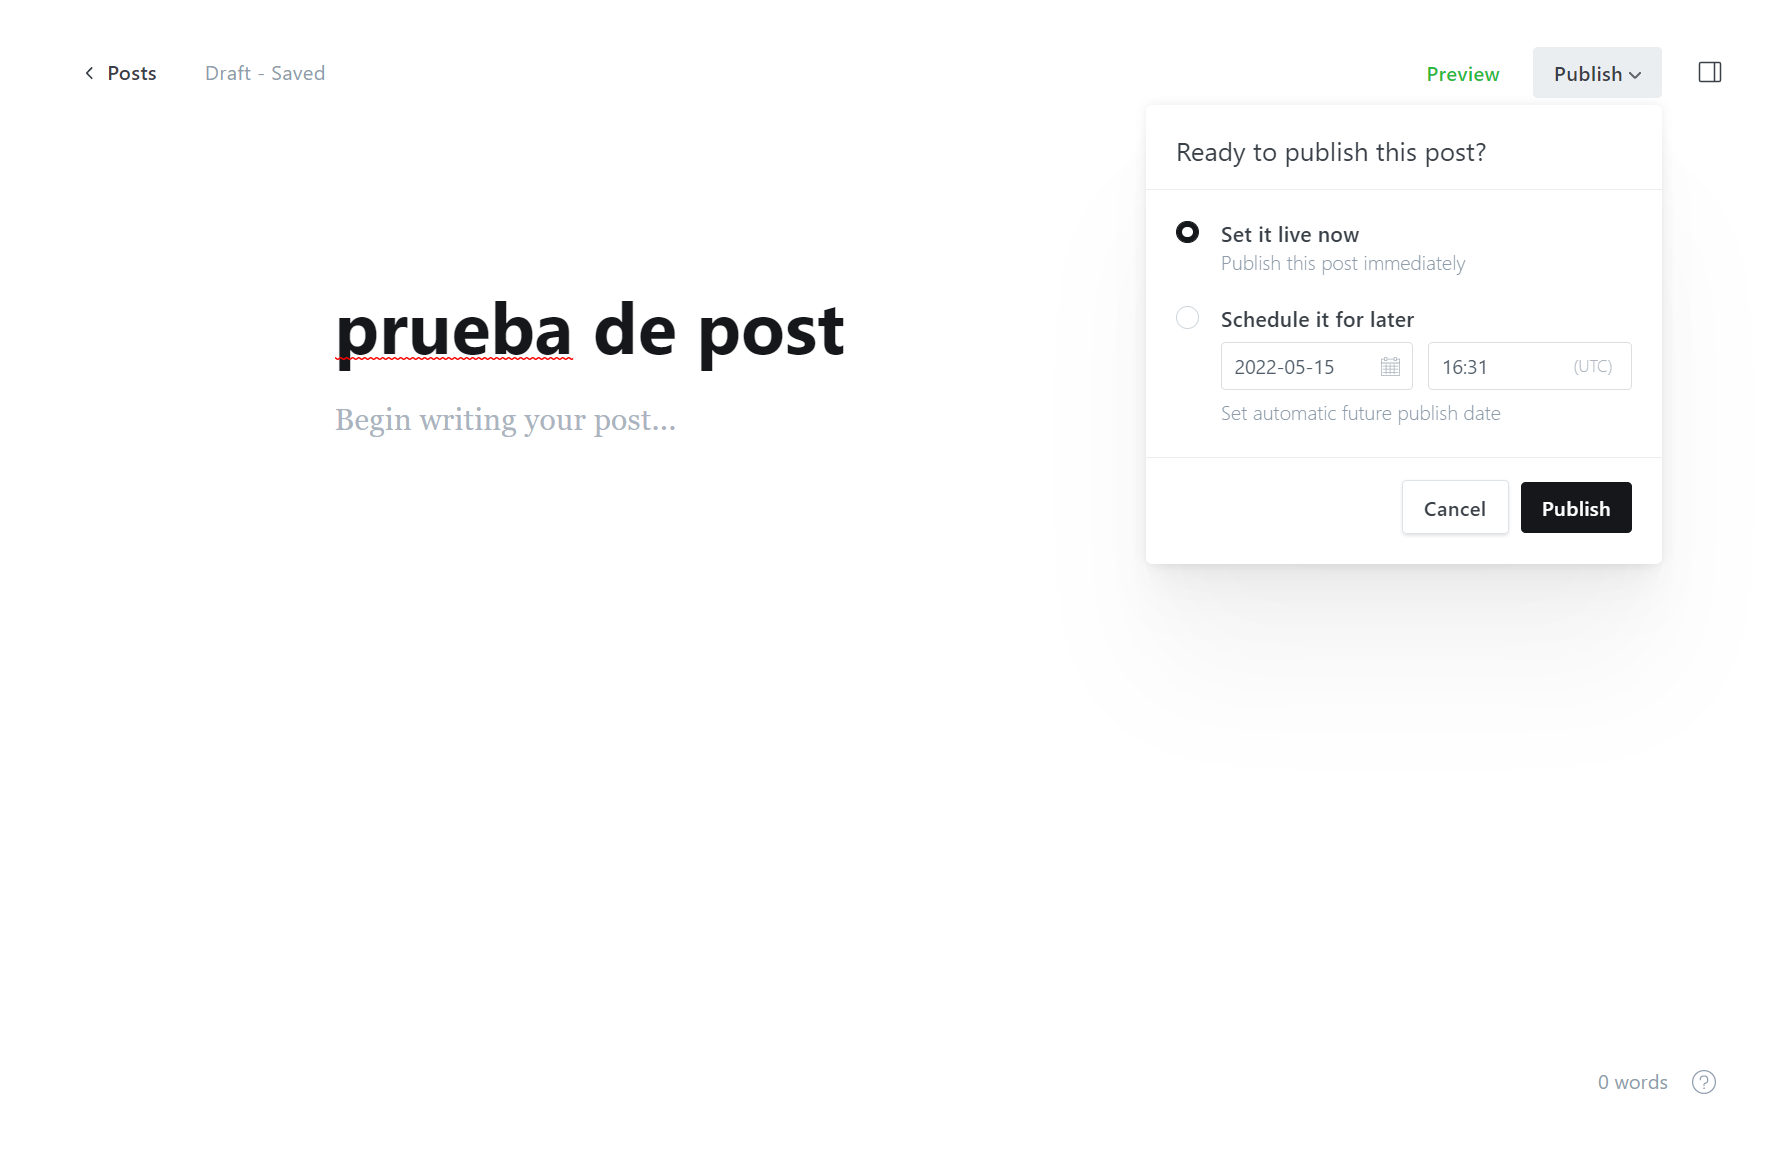 Posts
Draft - Saved
Preview
Publish
Ready to publish this post?
Set it live now
Publish this post immediately
Schedule it for later
2022-05-15
16:31 (UTC)
Set automatic future publish date
Cancel
Publish
prueba de post
Begin writing your post...
0 words
?